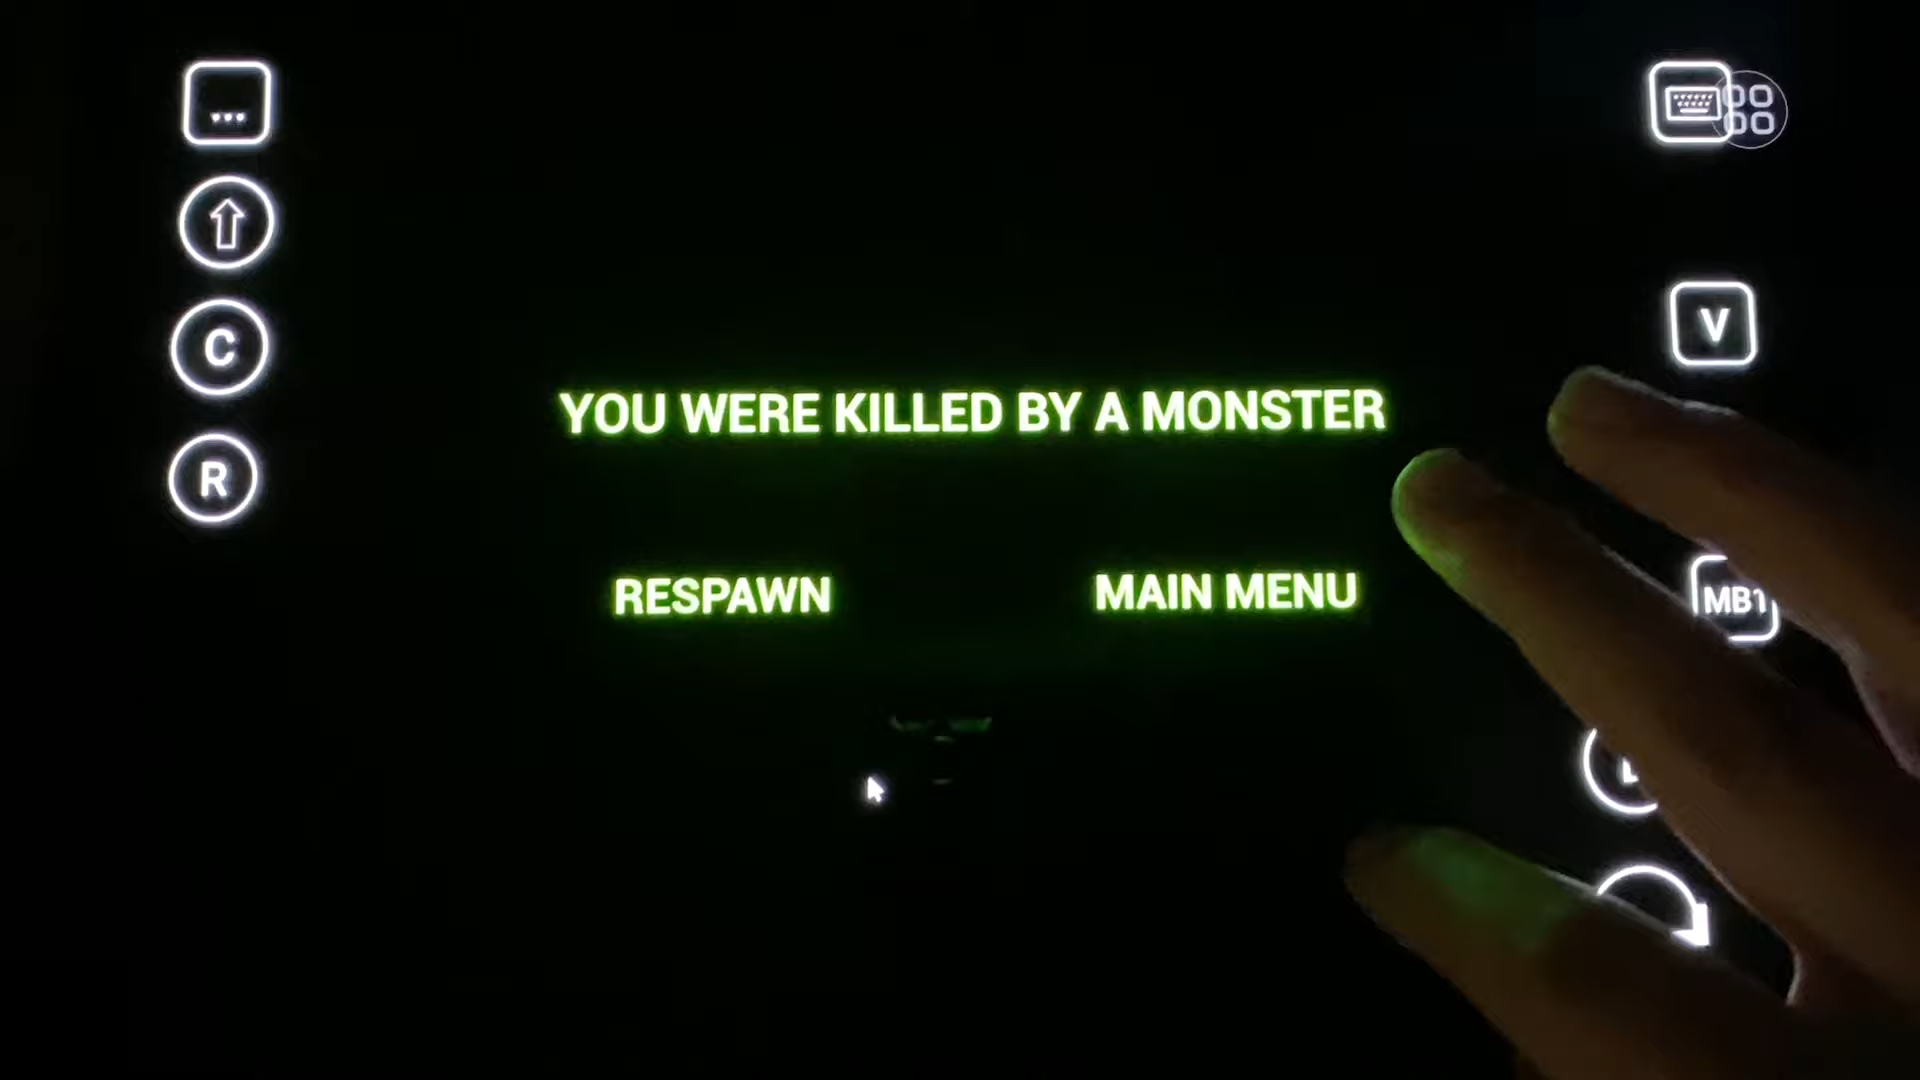 ...
C
R
V
YOU WERE KILLED BY A MONSTER
RESPAWN
MAIN MENU
MB1